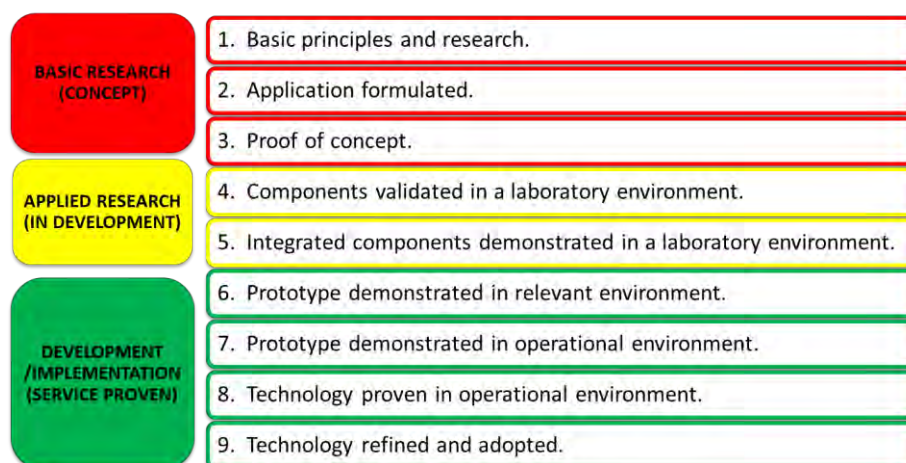 BASIC RESEARCH
(CONCEPT)
1. Basic principles and research.
2. Application formulated.
3. Proof of concept.
APPLIED RESEARCH
(IN DEVELOPMENT)
4. Components validated in a laboratory environment.
5. Integrated components demonstrated in a laboratory environment.
DEVELOPMENT
/IMPLEMENTATION
(SERVICE PROVEN)
6. Prototype demonstrated in relevant environment.
7. Prototype demonstrated in operational environment.
8. Technology proven in operational environment.
9. Technology refined and adopted.